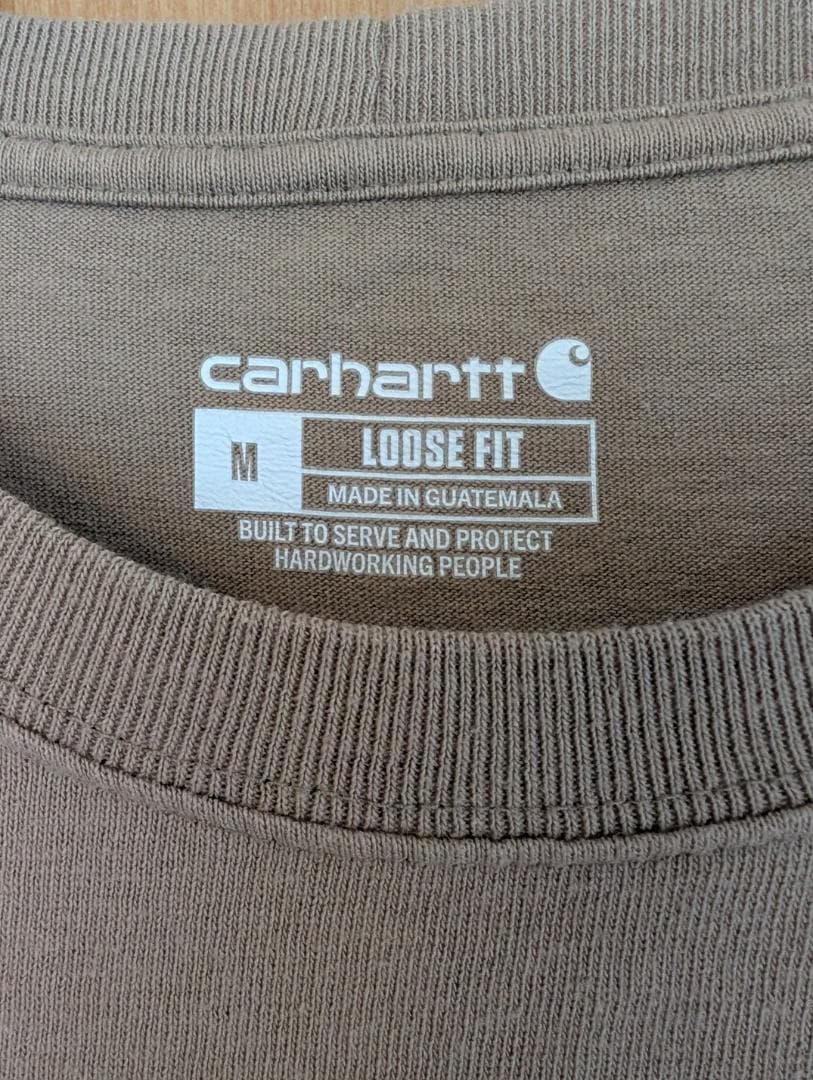 carhartt
M
LOOSE FIT
MADE IN GUATEMALA
BUILT TO SERVE AND PROTECT
HARDWORKING PEOPLE